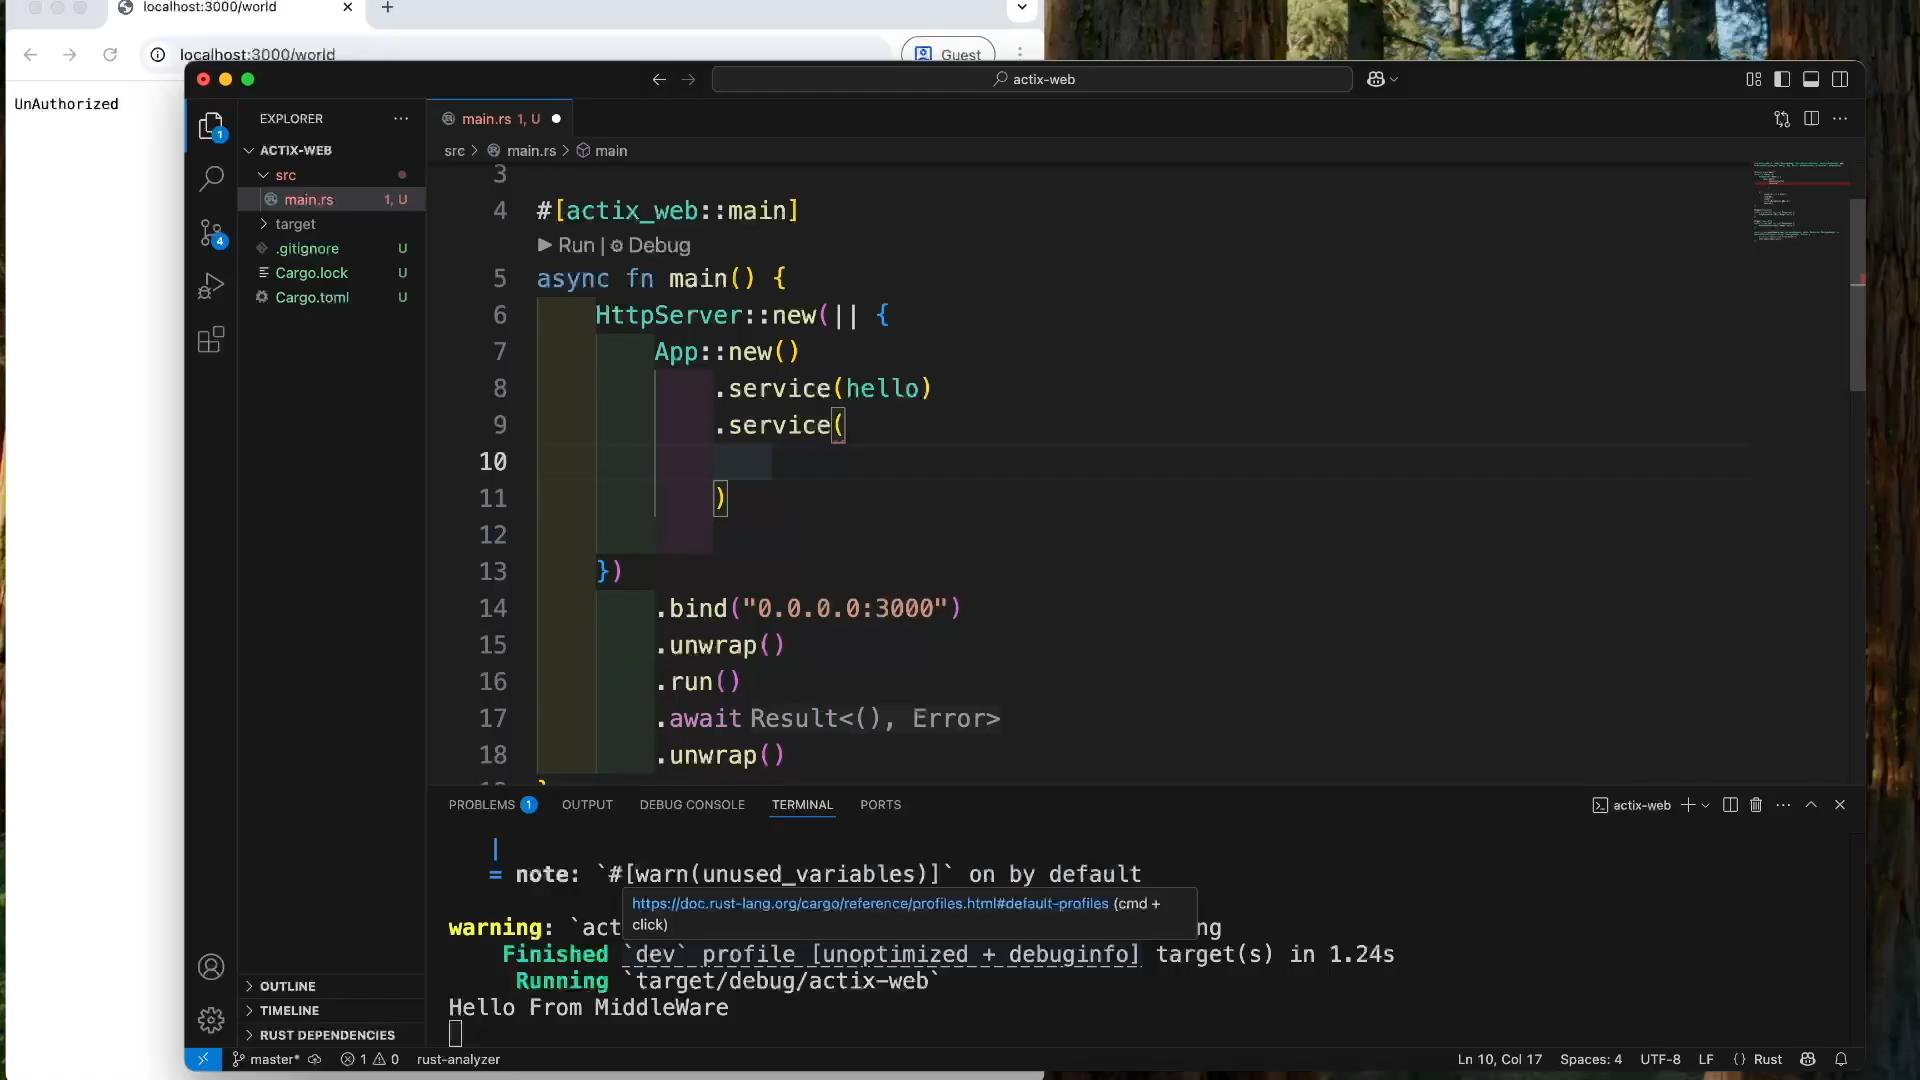 localhost:3000/world
localhost:3000/world
Guest
UnAuthorized
actix-web
EXPLORER
ACTIX-WEB
src
main.rs 1, U
target
.gitignore U
Cargo.lock U
Cargo.toml U
OUTLINE
TIMELINE
RUST DEPENDENCIES
main.rs 1, U
src > main.rs > main
3
4 #[actix_web::main]
Run | Debug
5 async fn main() {
6 HttpServer::new(|| {
7 App::new()
8 .service(hello)
9 .service(
10
11 )
12
13 })
14 .bind("0.0.0.0:3000")
15 .unwrap()
16 .run()
17 .await Result<(), Error>
18 .unwrap()
PROBLEMS 1 OUTPUT DEBUG CONSOLE TERMINAL PORTS
actix-web
= note: `#[warn(unused_variables)]` on by default
https://doc.rust-lang.org/cargo/reference/profiles.html#default-profiles (cmd +
click)
warning: `act ng
Finished `dev` profile [unoptimized + debuginfo] target(s) in 1.24s
Running `target/debug/actix-web`
Hello From MiddleWare
1
4
master* 1 0 rust-analyzer
Ln 10, Col 17 Spaces: 4 UTF-8 LF {} Rust